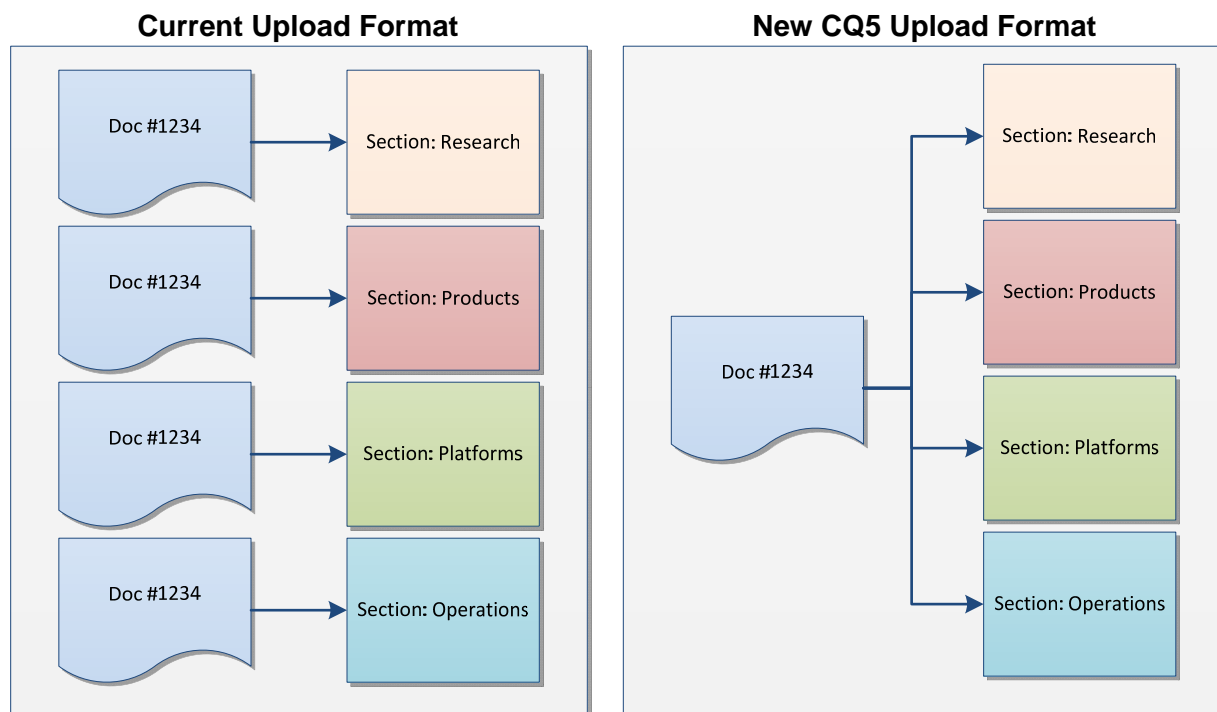 Current Upload Format
Doc #1234
Section: Research
Doc #1234
Section: Products
Doc #1234
Section: Platforms
Doc #1234
Section: Operations
New CQ5 Upload Format
Doc #1234
Section: Research
Section: Products
Section: Platforms
Section: Operations